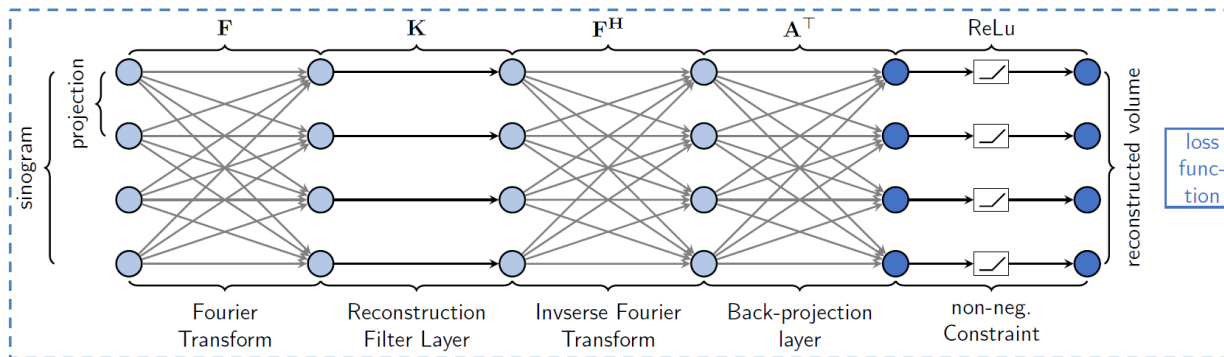 F
K
F^H
A^⊤
ReLu
sinogram
projection
reconstructed volume
loss
func-
tion
Fourier
Transform
Reconstruction
Filter Layer
Invserse Fourier
Transform
Back-projection
layer
non-neg.
Constraint